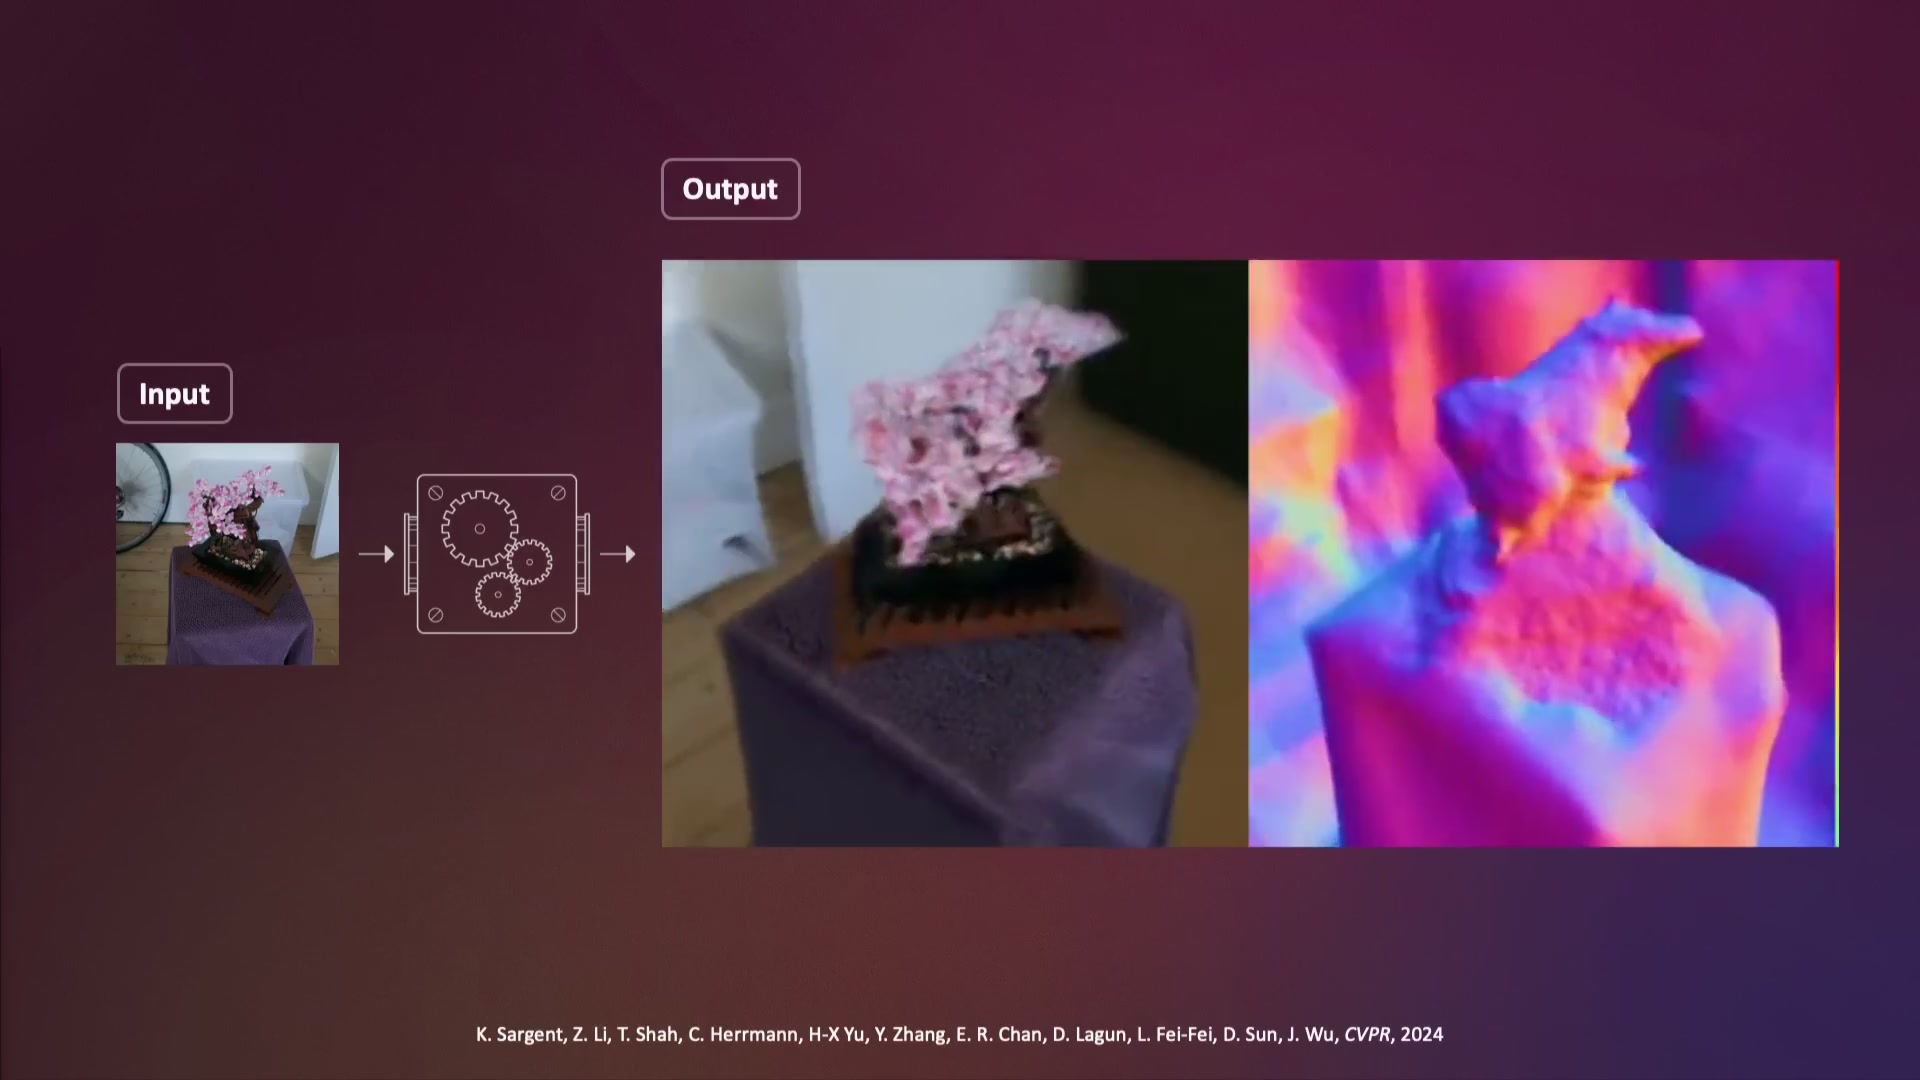 Output
Input
K. Sargent, Z. Li, T. Shah, C. Herrmann, H-X Yu, Y. Zhang, E. R. Chan, D. Lagun, L. Fei-Fei, D. Sun, J. Wu, CVPR, 2024